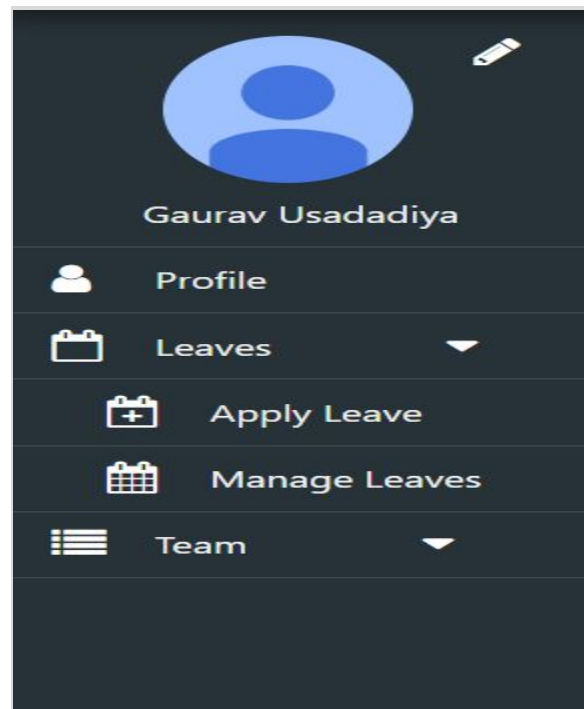 Gaurav Usadadiya
Profile
Leaves
Apply Leave
Manage Leaves
Team